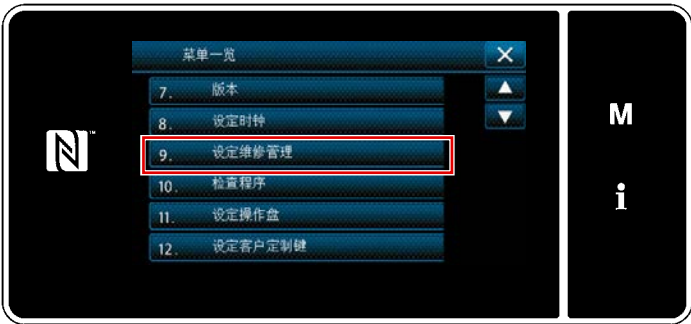 菜单一览
7. 版本
8. 设定时钟
9. 设定维修管理
10. 检查程序
11. 设定操作盘
12. 设定客户定制键
M
i